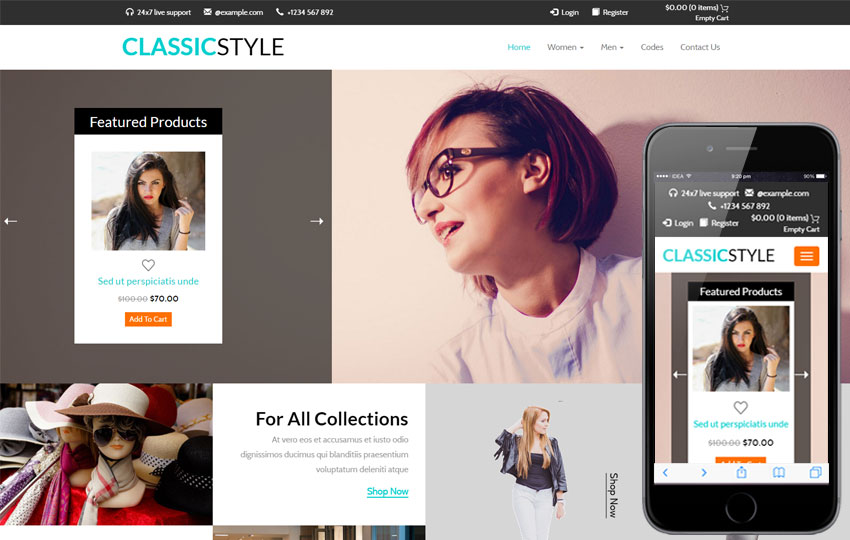 24x7 live support @example.com +1234 567 892 Login Register $0.00 (0 items)
Empty Cart
CLASSICSTYLE Home Women Men Codes Contact Us
Featured Products
Sed ut perspiciatis unde
$100.00 $70.00
Add To Cart
For All Collections
At vero eos et accusamus et iusto odio
dignissimos ducimus qui blanditiis praesentium
voluptatum deleniti atque
Shop Now
Shop Now
IDEA 9:20 pm 90%
24x7 live support @example.com
+1234 567 892
Login Register $0.00 (0 items)
Empty Cart
CLASSICSTYLE
Featured Products
Sed ut perspiciatis unde
$100.00 $70.00
Add To Cart